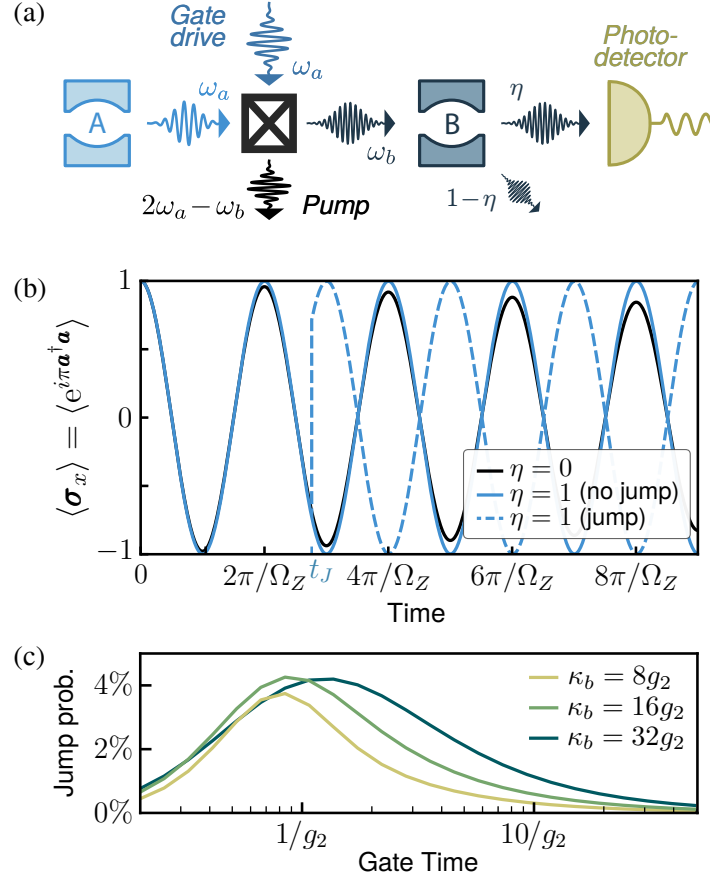 (a)
Gate drive
Photo-detector
ω_a
ω_a
η
A
B
ω_b
2ω_a − ω_b
Pump
1−η
(b)
⟨σ_x⟩ = ⟨e^{iπa†a}⟩
1
0
−1
η = 0
η = 1 (no jump)
η = 1 (jump)
0
2π/Ω_Z
t_J
4π/Ω_Z
6π/Ω_Z
8π/Ω_Z
Time
(c)
Jump prob.
4%
2%
0%
κ_b = 8g_2
κ_b = 16g_2
κ_b = 32g_2
1/g_2
10/g_2
Gate Time